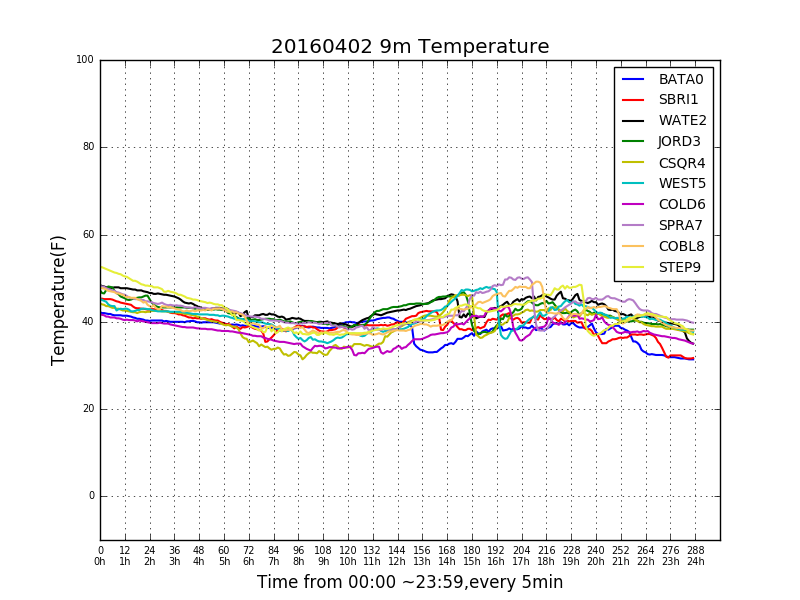 20160402 9m Temperature
100
80
60
40
20
0
Temperature(F)
BATA0
SBRI1
WATE2
JORD3
CSQR4
WEST5
COLD6
SPRA7
COBL8
STEP9
0 12 24 36 48 60 72 84 96 108 120 132 144 156 168 180 192 204 216 228 240 252 264 276 288
0h 1h 2h 3h 4h 5h 6h 7h 8h 9h 10h 11h 12h 13h 14h 15h 16h 17h 18h 19h 20h 21h 22h 23h 24h
Time from 00:00 ~23:59,every 5min